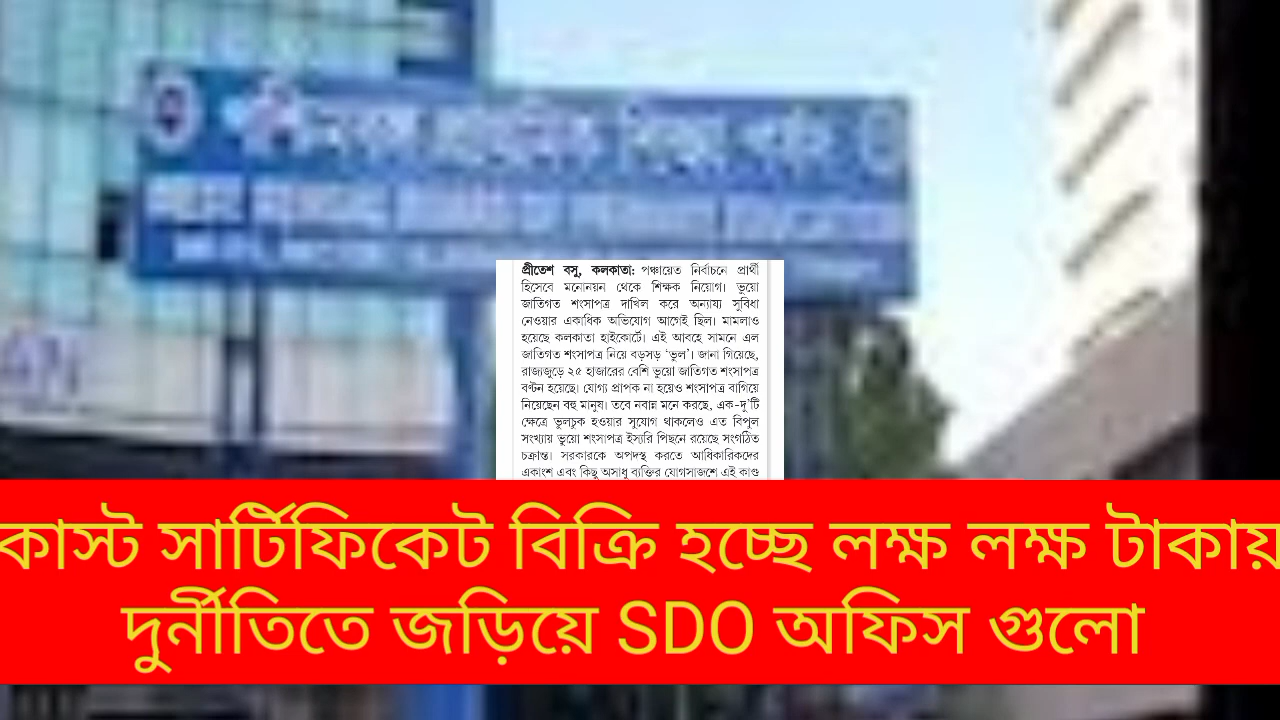 প্রীতেশ বসু, কলকাতা: পঞ্চায়েত নির্বাচনে প্রার্থী
হিসেবে মনোনয়ন থেকে শিক্ষক নিয়োগ। ভুয়ো
জাতিগত শংসাপত্র দাখিল করে অন্যায্য সুবিধা
নেওয়ার একাধিক অভিযোগ আগেই ছিল। মামলাও
হয়েছে কলকাতা হাইকোর্টে। এই আবহে সামনে এল
জাতিগত শংসাপত্র নিয়ে বড়সড় ‘ভুল’। জানা গিয়েছে,
রাজ্যজুড়ে ২৫ হাজারের বেশি ভুয়ো জাতিগত শংসাপত্র
বণ্টন হয়েছে। যোগ্য প্রাপক না হয়েও শংসাপত্র বাগিয়ে
নিয়েছেন বহু মানুষ। তবে নবান্ন মনে করছে, এক-দু’টি
ক্ষেত্রে ভুলচুক হওয়ার সুযোগ থাকলেও এত বিপুল
সংখ্যায় ভুয়ো শংসাপত্র ইস্যুর পিছনে রয়েছে সংগঠিত
চক্রান্ত। সরকারকে অপদস্থ করতে আধিকারিকদের
একাংশ এবং কিছু অসাধু ব্যক্তির যোগসাজশে এই কাণ্ড
কাস্ট সার্টিফিকেট বিক্রি হচ্ছে লক্ষ লক্ষ টাকায়
দুর্নীতিতে জড়িয়ে SDO অফিস গুলো